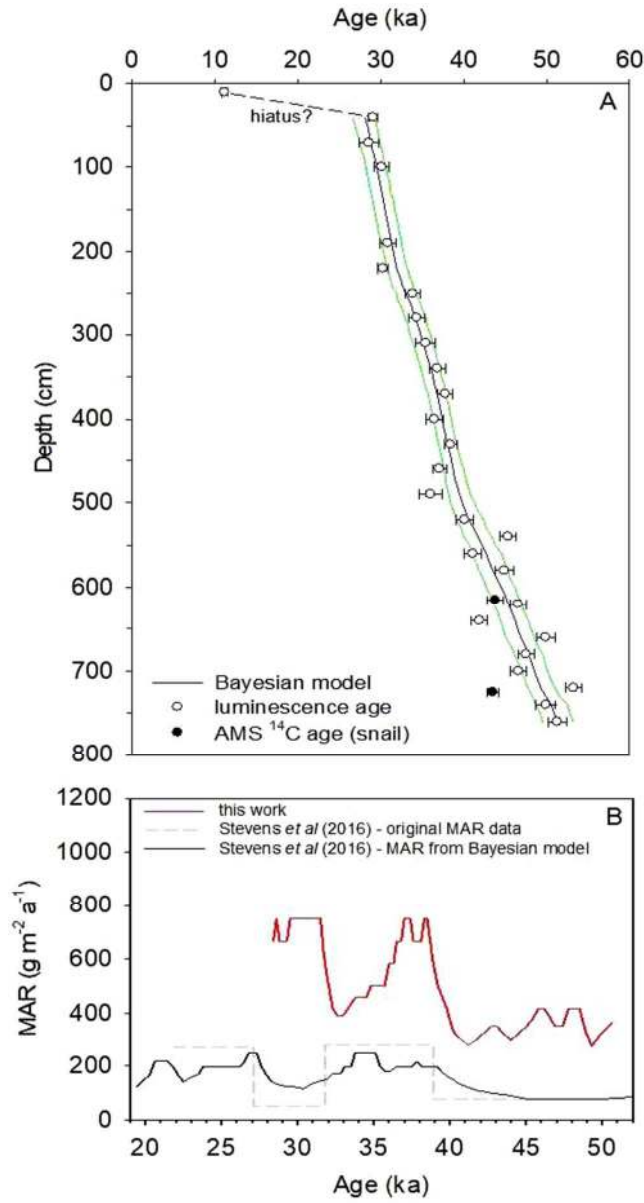 Age (ka)
0 10 20 30 40 50 60
0
100
200
300
400
500
600
700
800
Depth (cm)
A
hiatus?
Bayesian model
luminescence age
AMS ¹⁴C age (snail)
1200
1000
800
600
400
200
0
MAR (g m⁻² a⁻¹)
B
this work
Stevens et al (2016) - original MAR data
Stevens et al (2016) - MAR from Bayesian model
20 25 30 35 40 45 50
Age (ka)